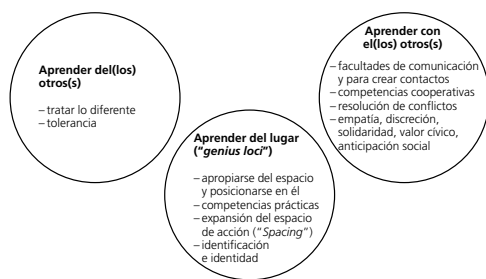 Aprender del(los)
otros(s)
– tratar lo diferente
– tolerancia
Aprender del lugar
("genius loci")
– apropiarse del espacio
y posicionarse en él
– competencias prácticas
– expansión del espacio
de acción ("Spacing")
– identificación
e identidad
Aprender con
el(los) otros(s)
– facultades de comunicación
y para crear contactos
– competencias cooperativas
– resolución de conflictos
– empatía, discreción,
solidaridad, valor cívico,
anticipación social